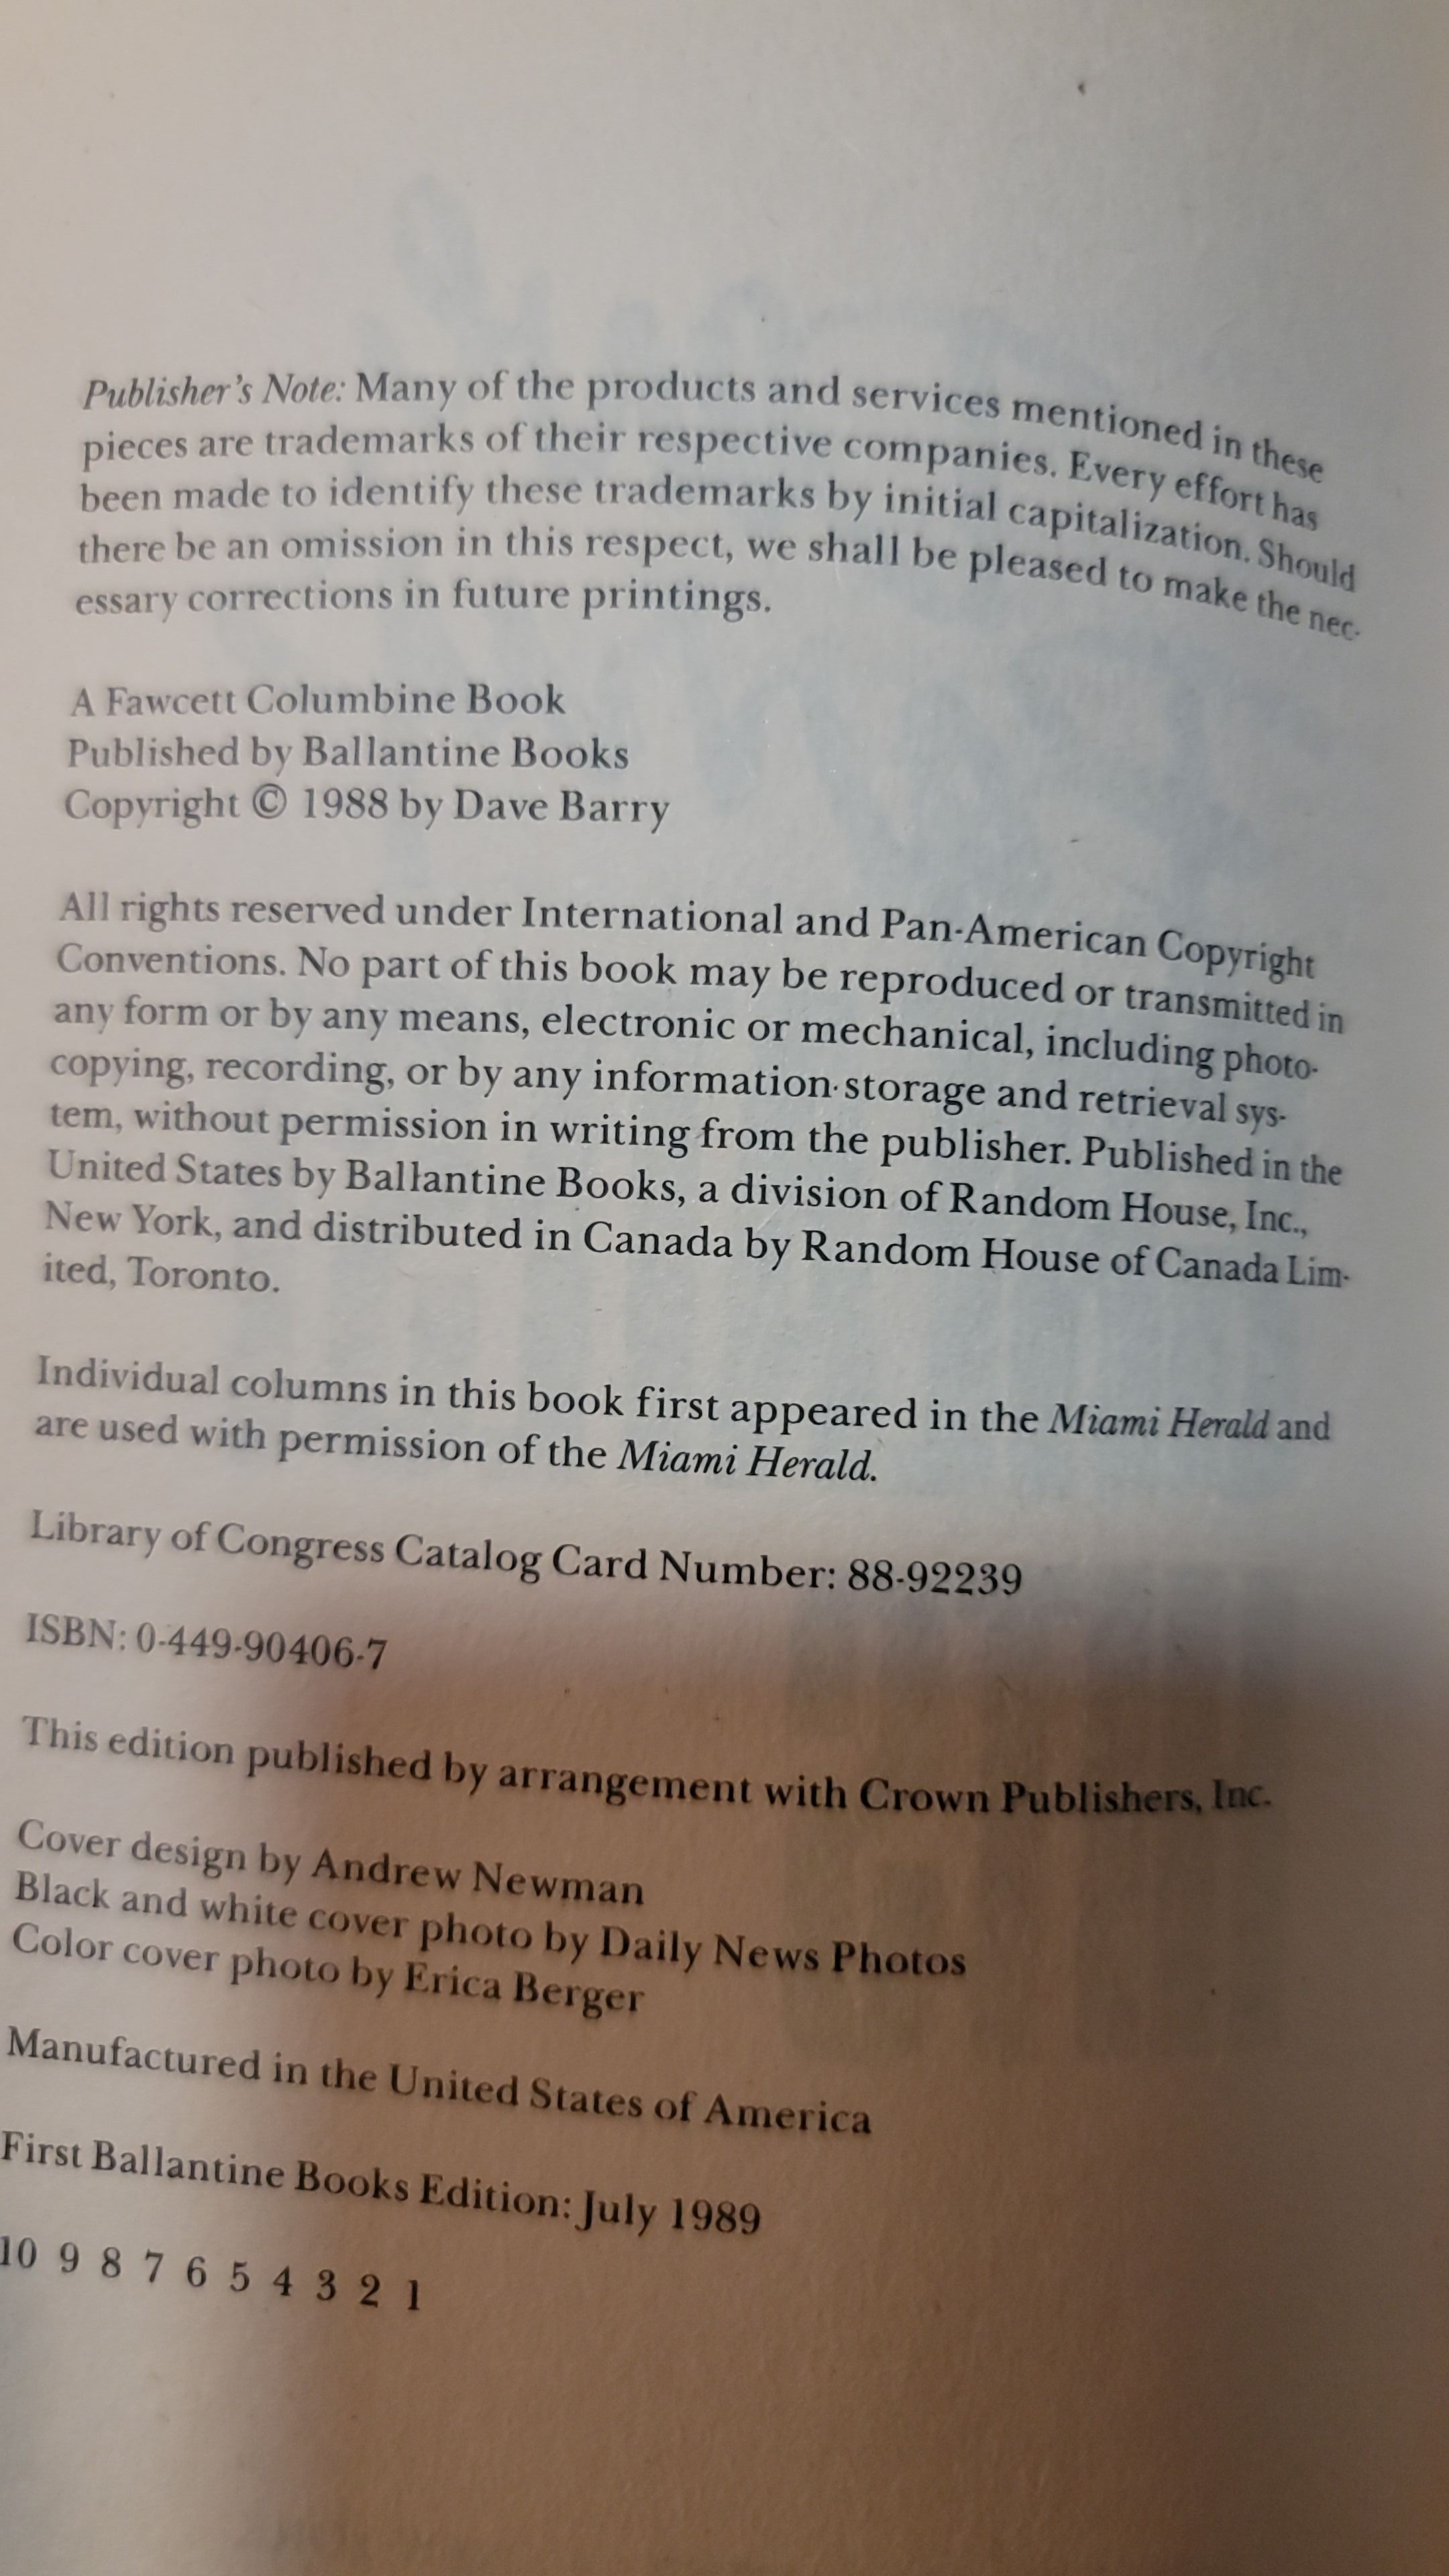 Publisher's Note: Many of the products and services mentioned in these
pieces are trademarks of their respective companies. Every effort has
been made to identify these trademarks by initial capitalization. Should
there be an omission in this respect, we shall be pleased to make the nec-
essary corrections in future printings.
A Fawcett Columbine Book
Published by Ballantine Books
Copyright © 1988 by Dave Barry
All rights reserved under International and Pan-American Copyright
Conventions. No part of this book may be reproduced or transmitted in
any form or by any means, electronic or mechanical, including photo-
copying, recording, or by any information storage and retrieval sys-
tem, without permission in writing from the publisher. Published in the
United States by Ballantine Books, a division of Random House, Inc.,
New York, and distributed in Canada by Random House of Canada Lim-
ited, Toronto.
Individual columns in this book first appeared in the Miami Herald and
are used with permission of the Miami Herald.
Library of Congress Catalog Card Number: 88-92239
ISBN: 0-449-90406-7
This edition published by arrangement with Crown Publishers, Inc.
Cover design by Andrew Newman
Black and white cover photo by Daily News Photos
Color cover photo by Erica Berger
Manufactured in the United States of America
First Ballantine Books Edition: July 1989
10 9 8 7 6 5 4 3 2 1